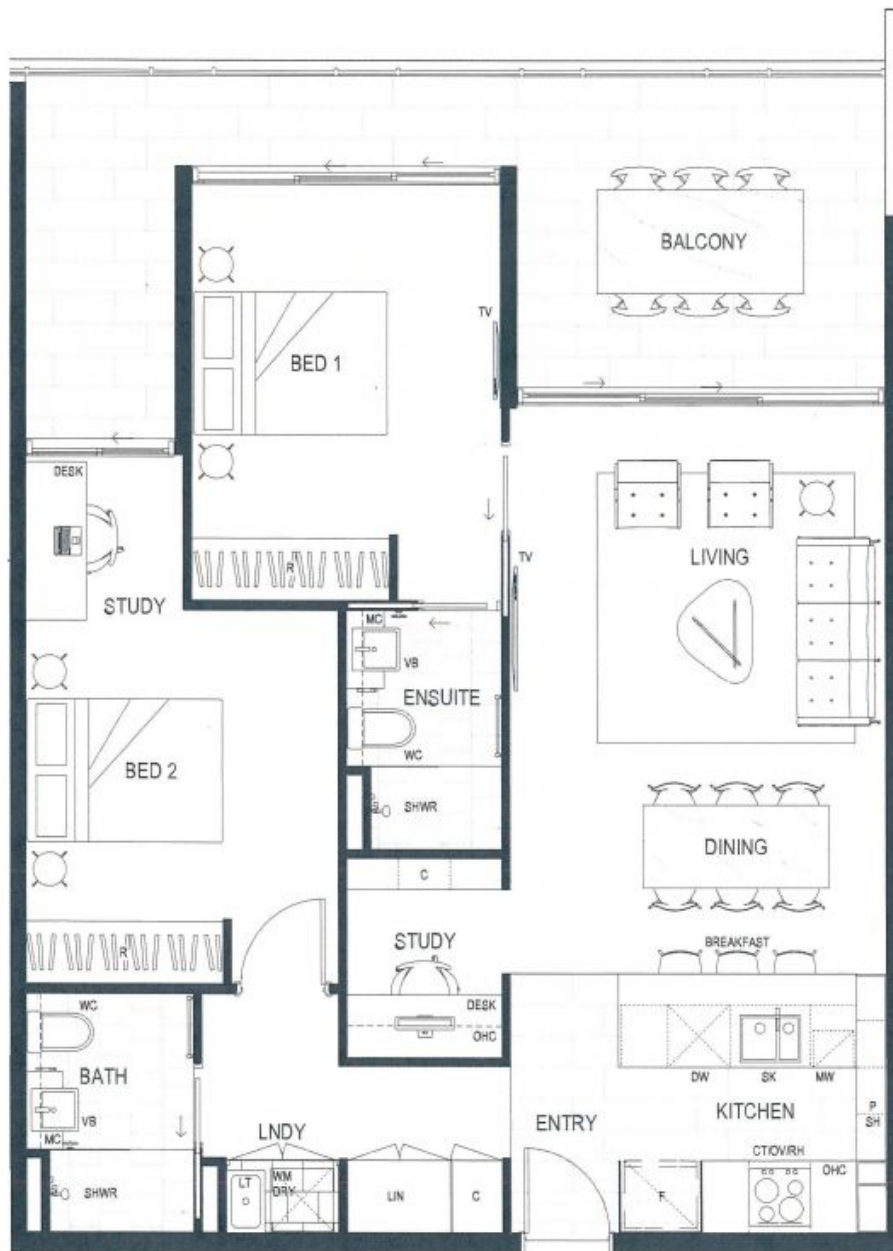 BALCONY
TV
BED 1
DESK
R
LIVING
TV
STUDY
MC
VB
ENSUITE
WC
BED 2
SHWR
DINING
C
R
STUDY
BREAKFAST
WC
DESK
OHC
BATH
DW
SK
MW
VB
MC
LNDY
ENTRY
KITCHEN
P
SH
CT/OV/RH
OHC
SHWR
LT
WM
DRY
LIN
C
F